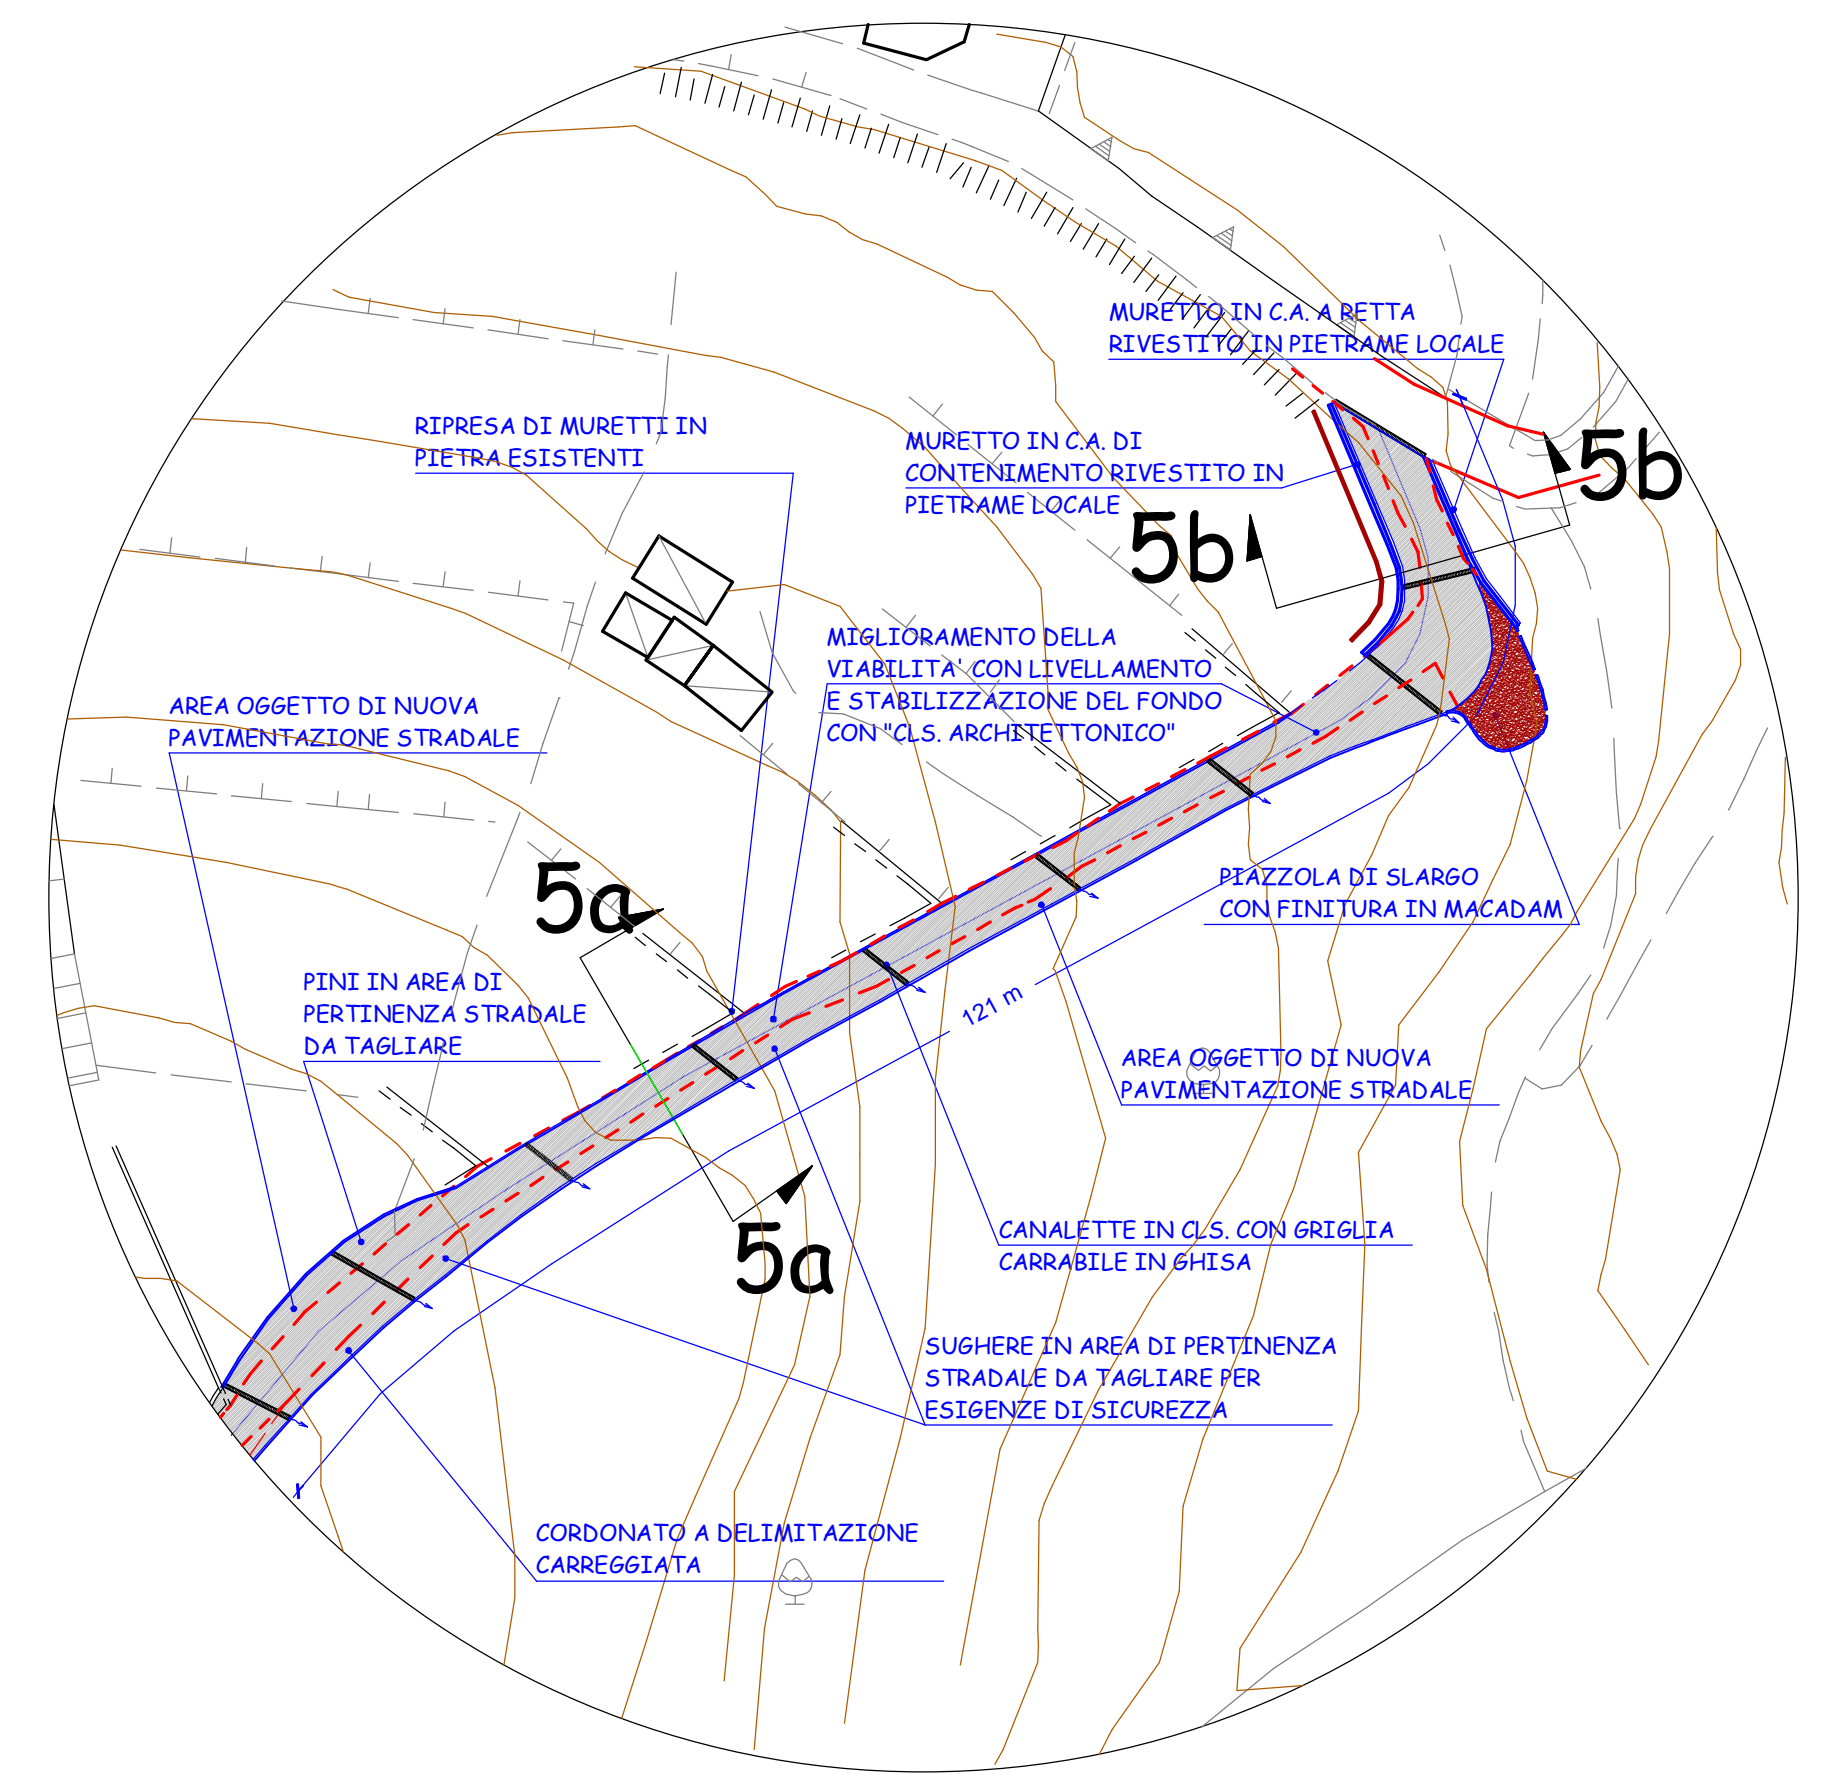 MURETTO IN C.A. A RETTA
RIVESTITO IN PIETRAME LOCALE
RIPRESA DI MURETTI IN
PIETRA ESISTENTI
MURETTO IN C.A. DI
CONTENIMENTO RIVESTITO IN
PIETRAME LOCALE
5b
5b
MIGLIORAMENTO DELLA
VIABILITA' CON LIVELLAMENTO
E STABILIZZAZIONE DEL FONDO
CON "CLS. ARCHITETTONICO"
AREA OGGETTO DI NUOVA
PAVIMENTAZIONE STRADALE
5a
PIAZZOLA DI SLARGO
CON FINITURA IN MACADAM
PINI IN AREA DI
PERTINENZA STRADALE
DA TAGLIARE
121 m
AREA OGGETTO DI NUOVA
PAVIMENTAZIONE STRADALE
5a
CANALETTE IN CLS. CON GRIGLIA
CARRABILE IN GHISA
SUGHERE IN AREA DI PERTINENZA
STRADALE DA TAGLIARE PER
ESIGENZE DI SICUREZZA
CORDONATO A DELIMITAZIONE
CARREGGIATA